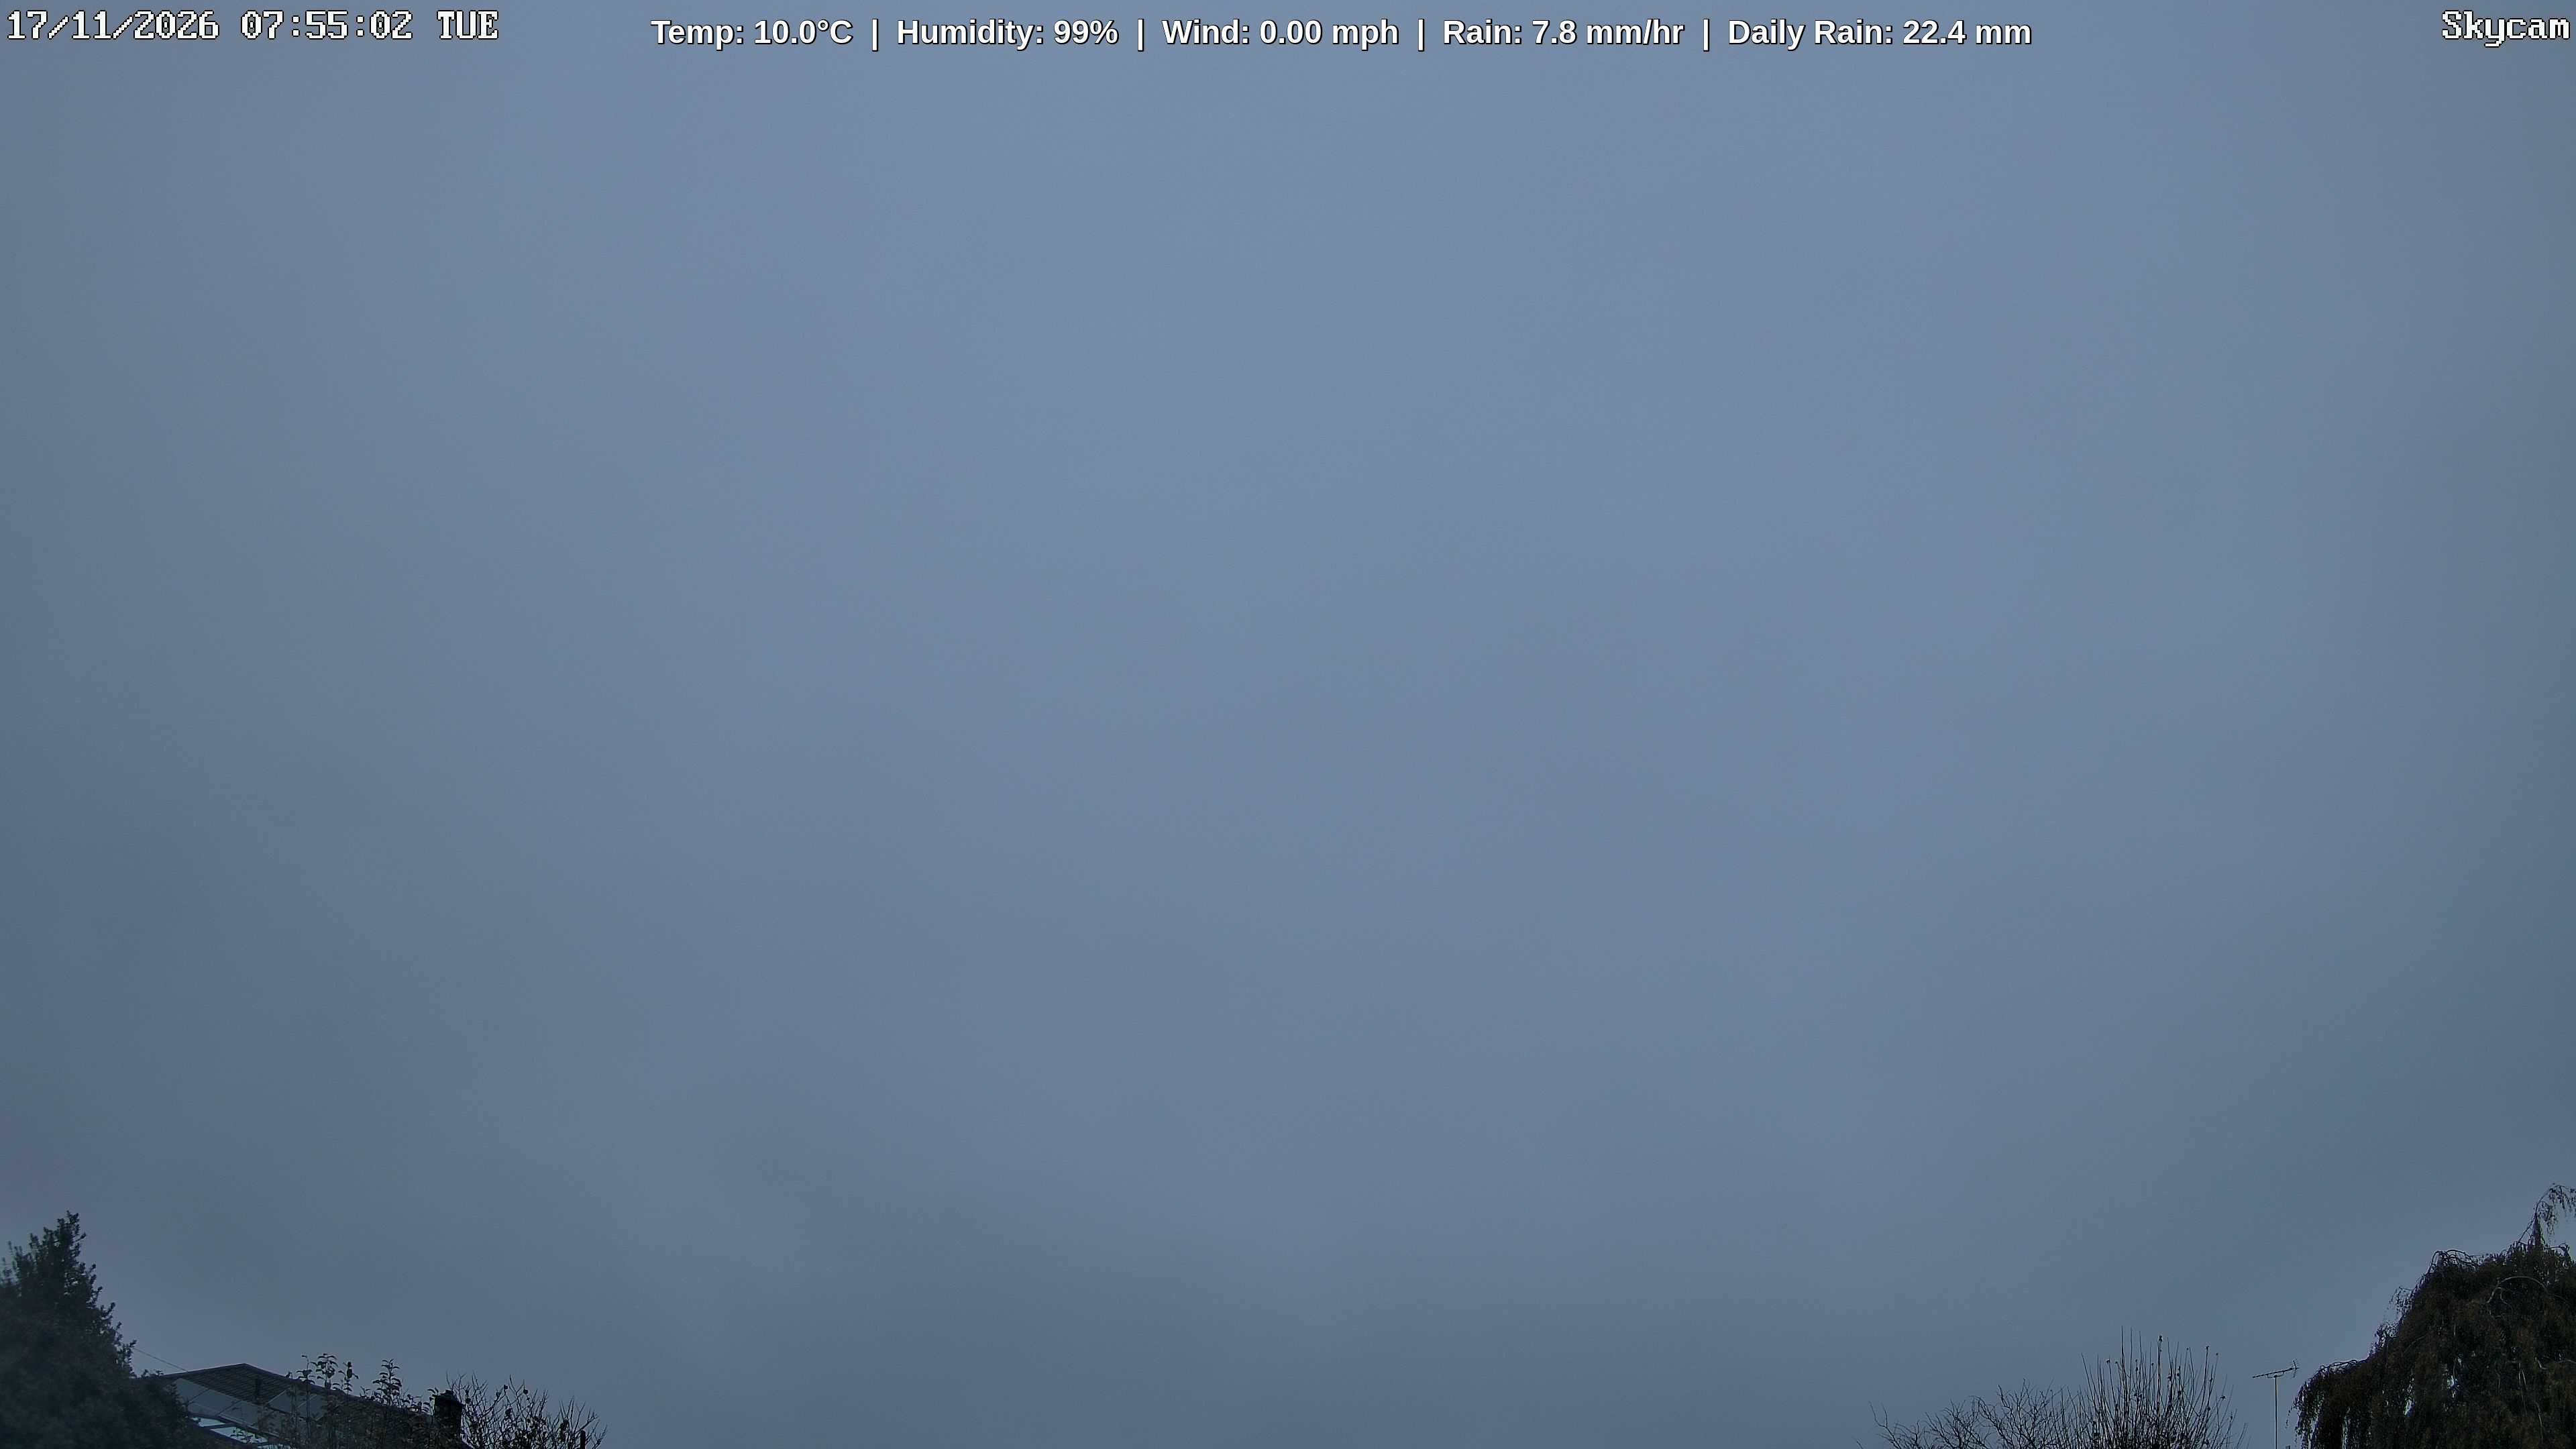 17/11/2026 07:55:02 TUE
Temp: 10.0°C | Humidity: 99% | Wind: 0.00 mph | Rain: 7.8 mm/hr | Daily Rain: 22.4 mm
Skycam